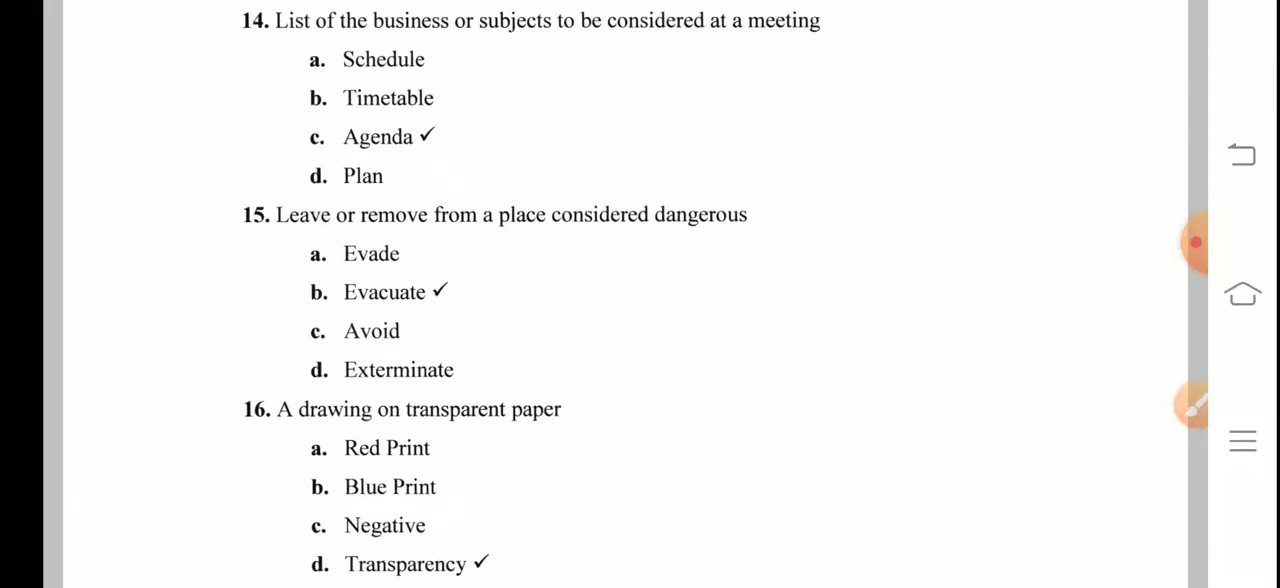 14. List of the business or subjects to be considered at a meeting
a. Schedule
b. Timetable
c. Agenda ✓
d. Plan
15. Leave or remove from a place considered dangerous
a. Evade
b. Evacuate ✓
c. Avoid
d. Exterminate
16. A drawing on transparent paper
a. Red Print
b. Blue Print
c. Negative
d. Transparency ✓